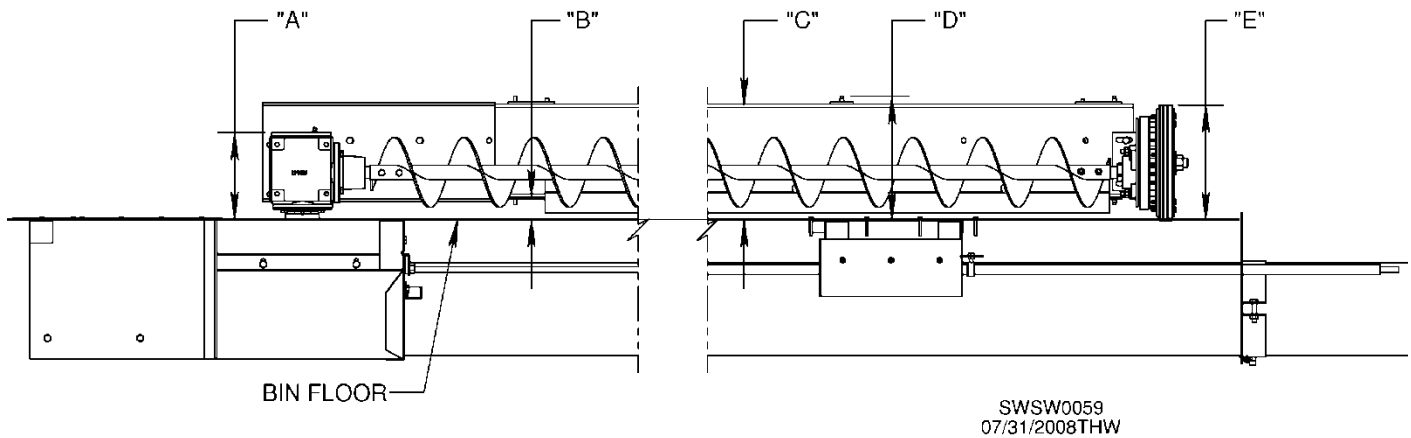 "A"
"B"
"C"
"D"
"E"
BIN FLOOR
SWSW0059
07/31/2008THW